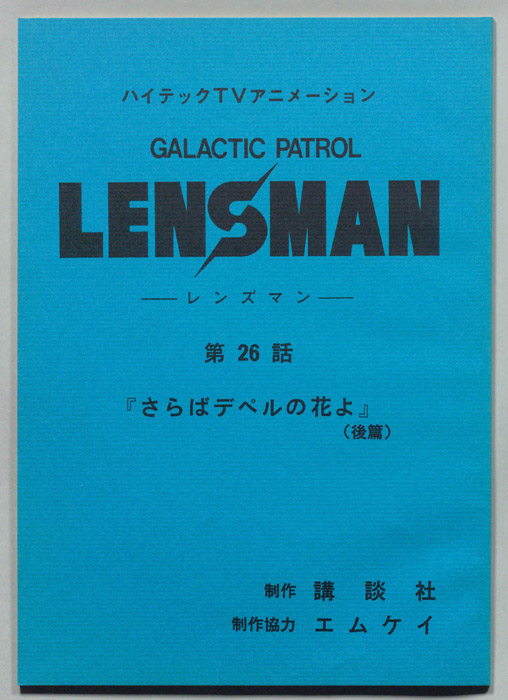 ハイテックTVアニメーション
GALACTIC PATROL
LENSMAN
── レンズマン ──
第 26 話
『さらばデペルの花よ』
(後篇)
制作 講談社
制作協力 エムケイ